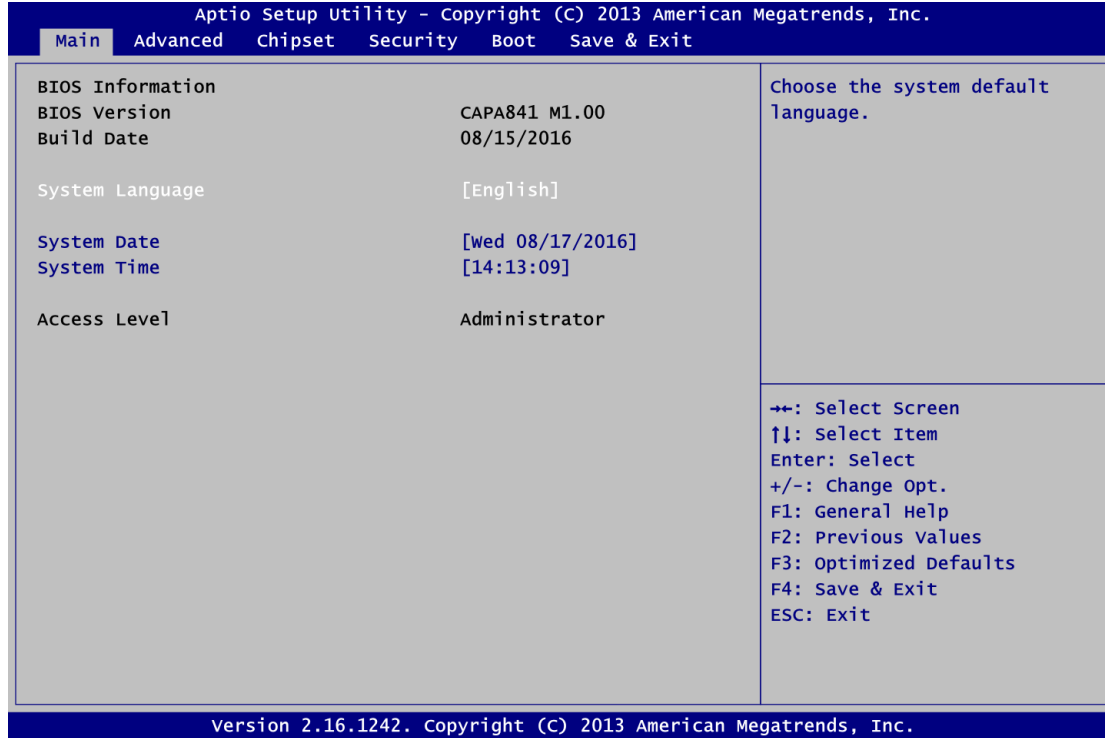 Aptio Setup Utility - Copyright (C) 2013 American Megatrends, Inc.
Main Advanced Chipset Security Boot Save & Exit
BIOS Information
BIOS Version CAPA841 M1.00
Build Date 08/15/2016
System Language [English]
System Date [Wed 08/17/2016]
System Time [14:13:09]
Access Level Administrator
Choose the system default
language.
→←: Select Screen
↑↓: Select Item
Enter: Select
+/-: Change Opt.
F1: General Help
F2: Previous Values
F3: Optimized Defaults
F4: Save & Exit
ESC: Exit
Version 2.16.1242. Copyright (C) 2013 American Megatrends, Inc.